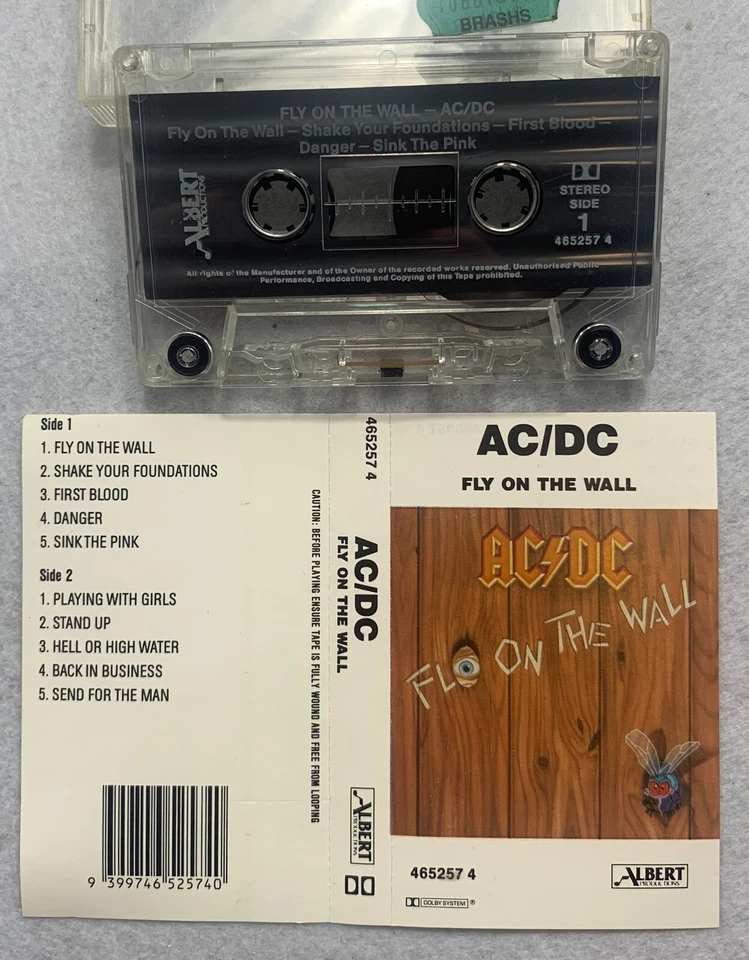 BRASHS
FLY ON THE WALL – AC/DC
Fly On The Wall – Shake Your Foundations – First Blood –
Danger – Sink The Pink
ALBERT
PRODUCTIONS
STEREO
SIDE
1
465257 4
All rights of the Manufacturer and of the Owner of the recorded works reserved. Unauthorised Public
Performance, Broadcasting and Copying of this Tape prohibited.
Side 1
1. FLY ON THE WALL
2. SHAKE YOUR FOUNDATIONS
3. FIRST BLOOD
4. DANGER
5. SINK THE PINK
Side 2
1. PLAYING WITH GIRLS
2. STAND UP
3. HELL OR HIGH WATER
4. BACK IN BUSINESS
5. SEND FOR THE MAN
9 399746 525740
CAUTION: BEFORE PLAYING ENSURE TAPE IS FULLY WOUND AND FREE FROM LOOPING
465257 4
AC/DC
FLY ON THE WALL
ALBERT
PRODUCTIONS
AC/DC
FLY ON THE WALL
AC/DC
FLY ON THE WALL
465257 4
DOLBY SYSTEM ®
ALBERT
PRODUCTIONS